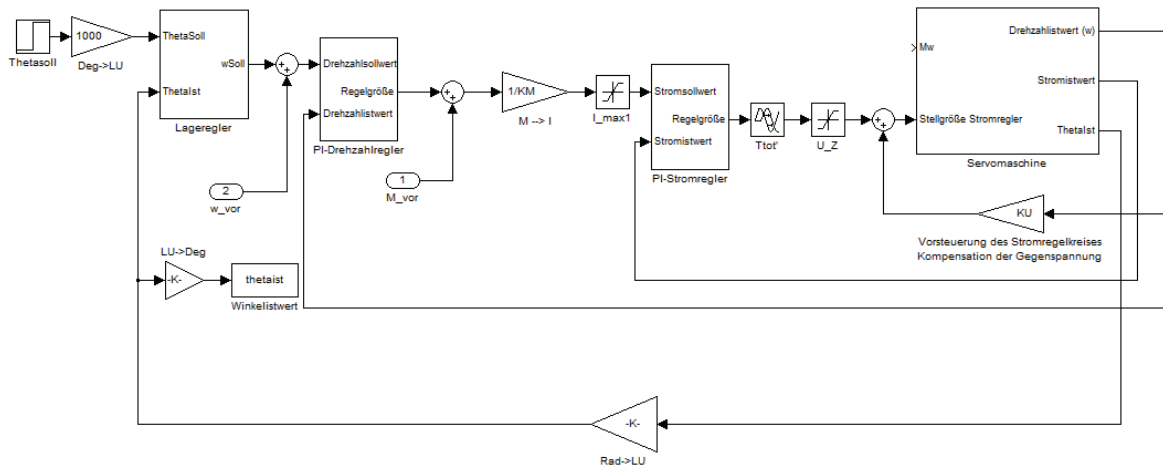 Thetasoll
1000
Deg->LU
ThetaSoll
wSoll
ThetaIst
Lageregler
2
w_vor
Drehzahlsollwert
Regelgröße
Drehzahlistwert
PI-Drehzahlregler
1
M_vor
1/KM
M --> I
I_max1
Stromsollwert
Regelgröße
Stromistwert
PI-Stromregler
Ttot'
U_Z
Drehzahlistwert (w)
Mw
Stromistwert
Stellgröße Stromregler
ThetaIst
Servomaschine
KU
Vorsteuerung des Stromregelkreises
Kompensation der Gegenspannung
LU->Deg
-K-
thetaist
Winkelistwert
-K-
Rad->LU